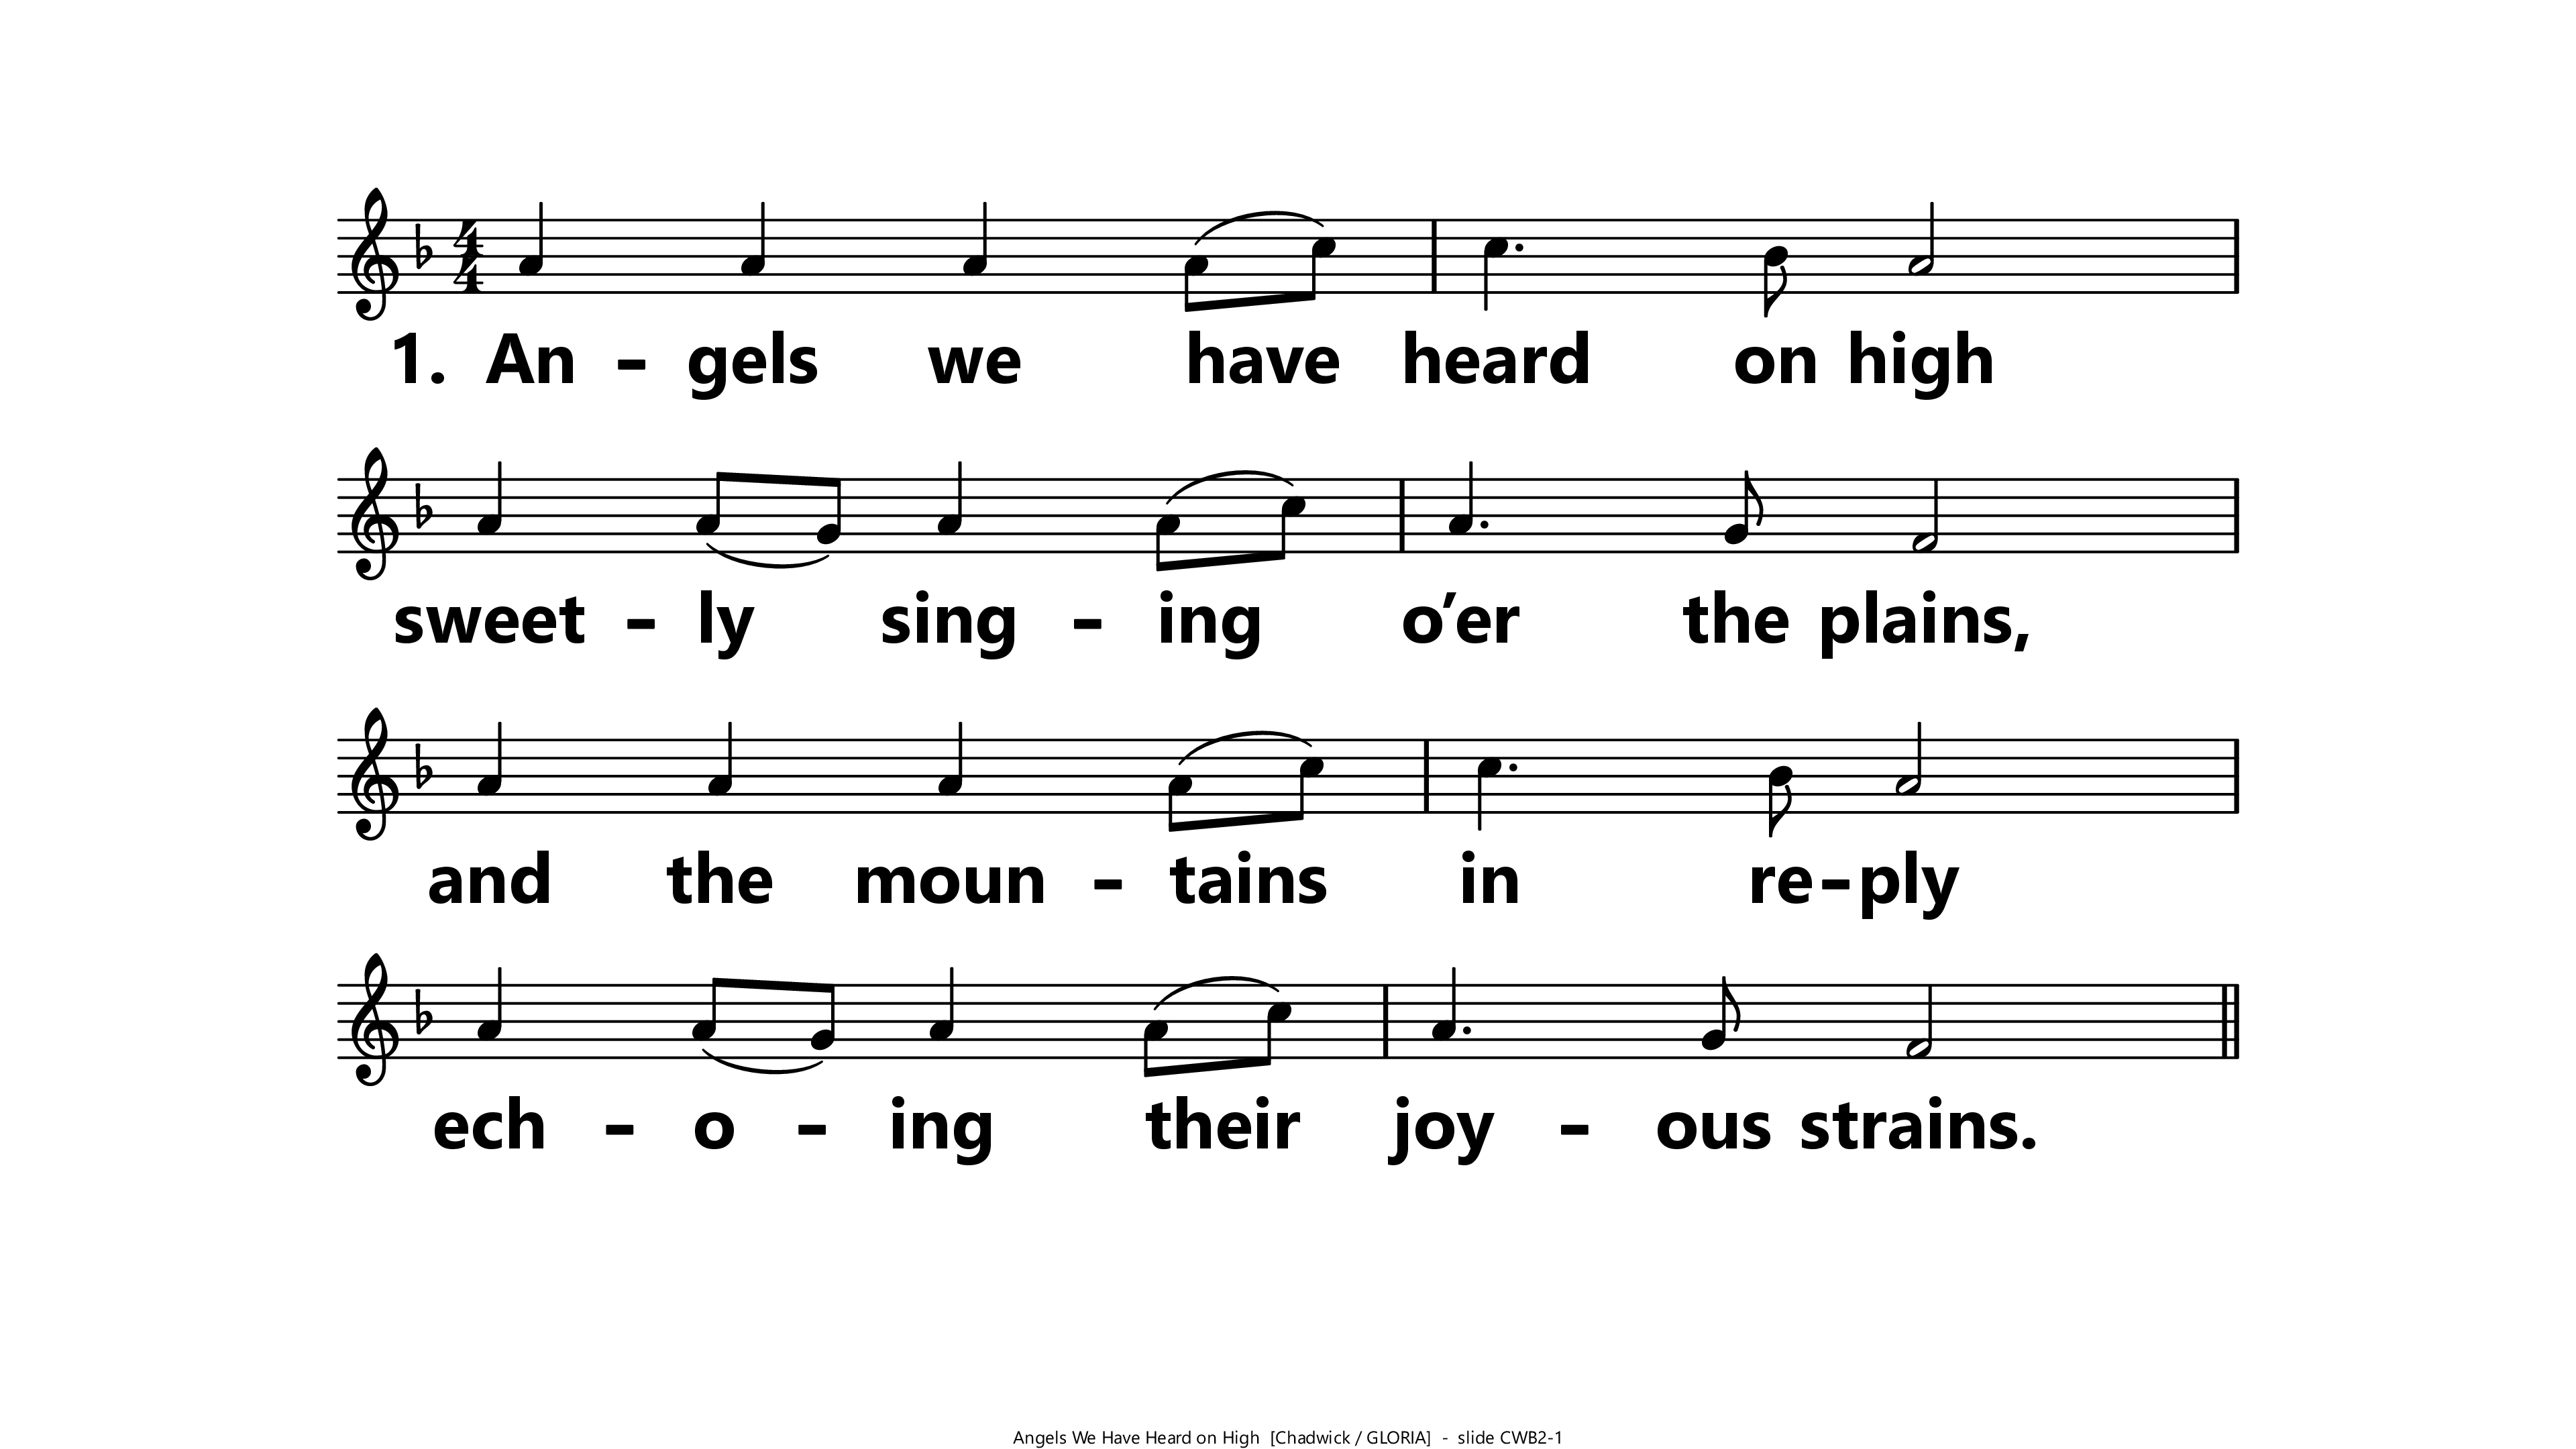 1. An - gels we have heard on high
sweet - ly sing - ing o’er the plains,
and the moun - tains in re-ply
ech - o - ing their joy - ous strains.
Angels We Have Heard on High [Chadwick / GLORIA] - slide CWB2-1